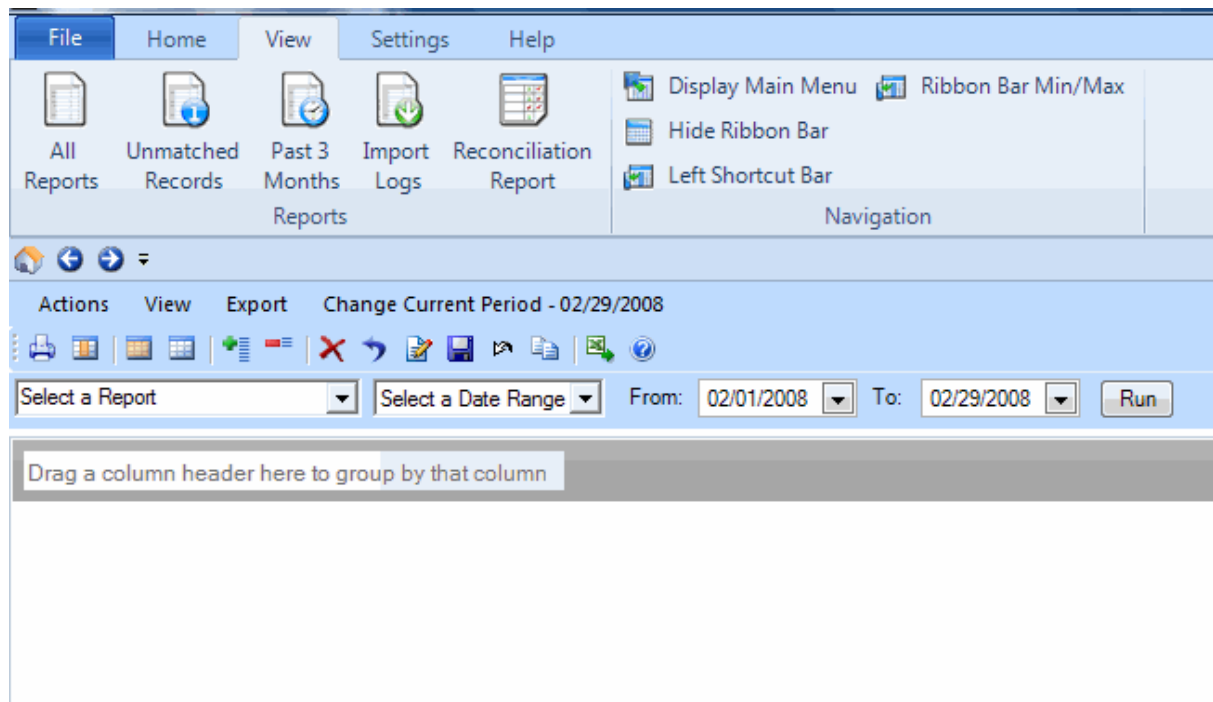 File Home View Settings Help
Display Main Menu Ribbon Bar Min/Max
Hide Ribbon Bar
All Unmatched Past 3 Import Reconciliation
Reports Records Months Logs Report
Left Shortcut Bar
Reports Navigation
Actions View Export Change Current Period - 02/29/2008
Select a Report Select a Date Range From: 02/01/2008 To: 02/29/2008 Run
Drag a column header here to group by that column